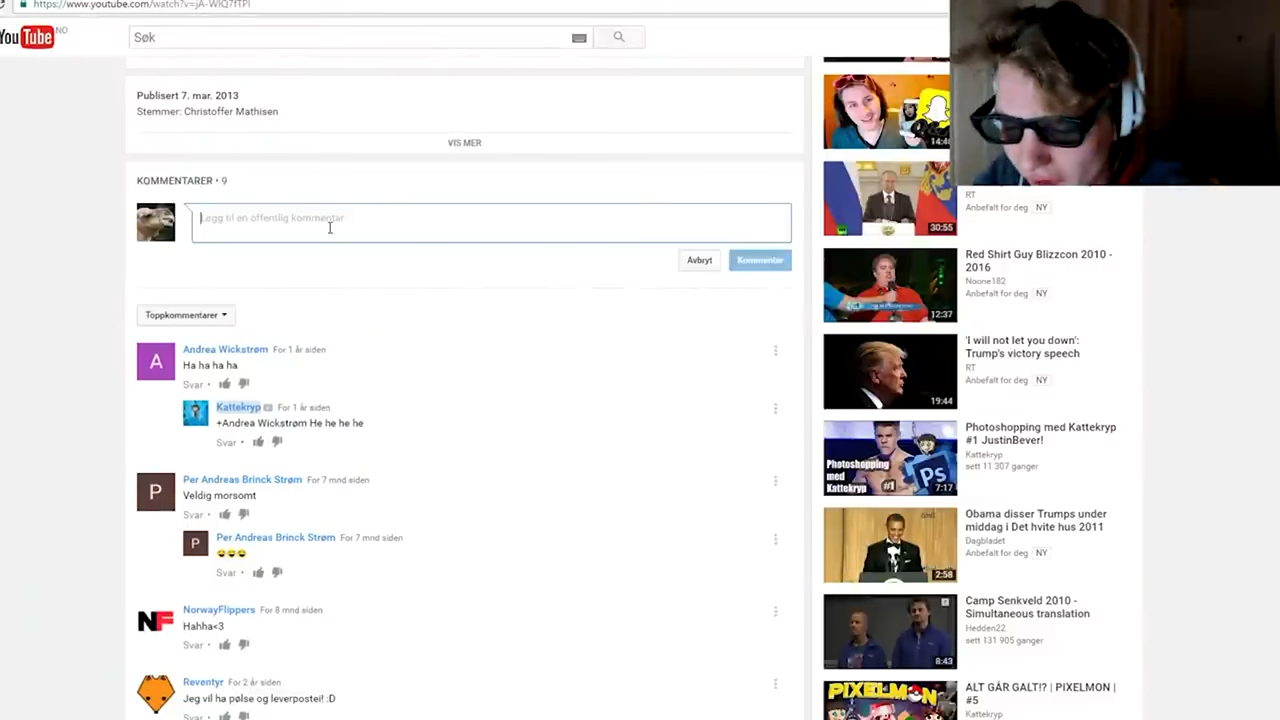 https://www.youtube.com/watch?v=jA-WlQ7fTPI
YouTube NO
Søk
Publisert 7. mar. 2013
Stemmer: Christoffer Mathisen
VIS MER
KOMMENTARER • 9
Legg til en offentlig kommentar
Avbryt
Kommenter
Toppkommentarer
A
Andrea Wickstrøm For 1 år siden
Ha ha ha ha
Svar •
Kattekryp For 1 år siden
+Andrea Wickstrøm He he he he
Svar •
P
Per Andreas Brinck Strøm For 7 mnd siden
Veldig morsomt
Svar •
P
Per Andreas Brinck Strøm For 7 mnd siden
Svar •
NF
NorwayFlippers For 8 mnd siden
Hahha<3
Svar •
Reventyr For 2 år siden
Jeg vil ha pølse og leverpostei! :D
Svar •
14:46
RT
Anbefalt for deg NY
30:55
Red Shirt Guy Blizzcon 2010 -
2016
Noone182
Anbefalt for deg NY
12:37
'I will not let you down':
Trump's victory speech
RT
Anbefalt for deg NY
19:44
Photoshopping med Kattekryp
#1 JustinBever!
Kattekryp
sett 11 307 ganger
Photoshopping
med
Kattekryp
#1
PS
7:17
Obama disser Trumps under
middag i Det hvite hus 2011
Dagbladet
Anbefalt for deg NY
2:58
Camp Senkveld 2010 -
Simultaneous translation
Hedden22
sett 131 905 ganger
8:43
ALT GÅR GALT!? | PIXELMON |
#5
Kattekryp
PIXELMON